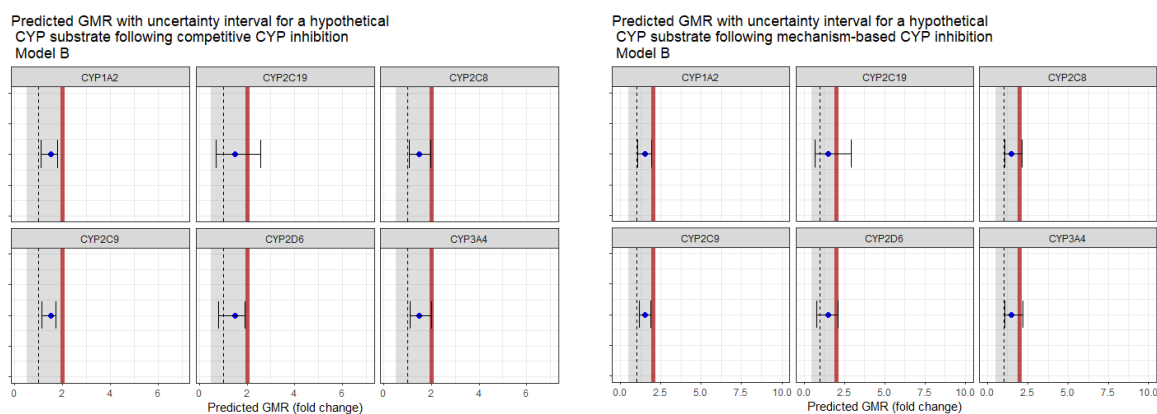 Predicted GMR with uncertainty interval for a hypothetical
CYP substrate following competitive CYP inhibition
Model B
CYP1A2 CYP2C19 CYP2C8
CYP2C9 CYP2D6 CYP3A4
0 2 4 6 0 2 4 6 0 2 4 6
Predicted GMR (fold change)
Predicted GMR with uncertainty interval for a hypothetical
CYP substrate following mechanism-based CYP inhibition
Model B
CYP1A2 CYP2C19 CYP2C8
CYP2C9 CYP2D6 CYP3A4
0.0 2.5 5.0 7.5 10.0 0.0 2.5 5.0 7.5 10.0 0.0 2.5 5.0 7.5 10.0
Predicted GMR (fold change)